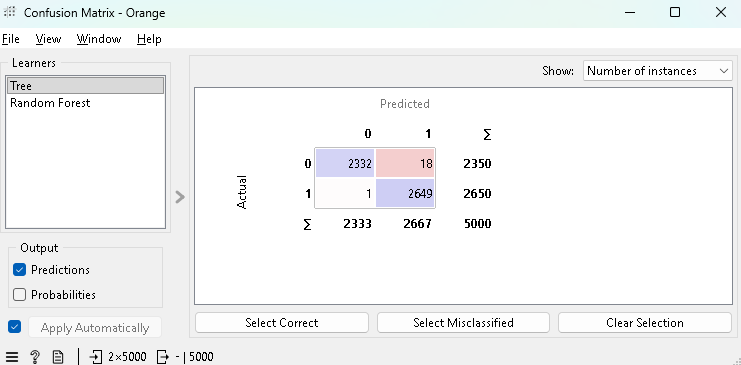 Confusion Matrix - Orange
File View Window Help
Learners
Tree
Random Forest
Output
Predictions
Probabilities
Apply Automatically
Show: Number of instances
Predicted
0 1 Σ
Actual
0 2332 18 2350
1 1 2649 2650
Σ 2333 2667 5000
Select Correct Select Misclassified Clear Selection
? 2×5000 - | 5000